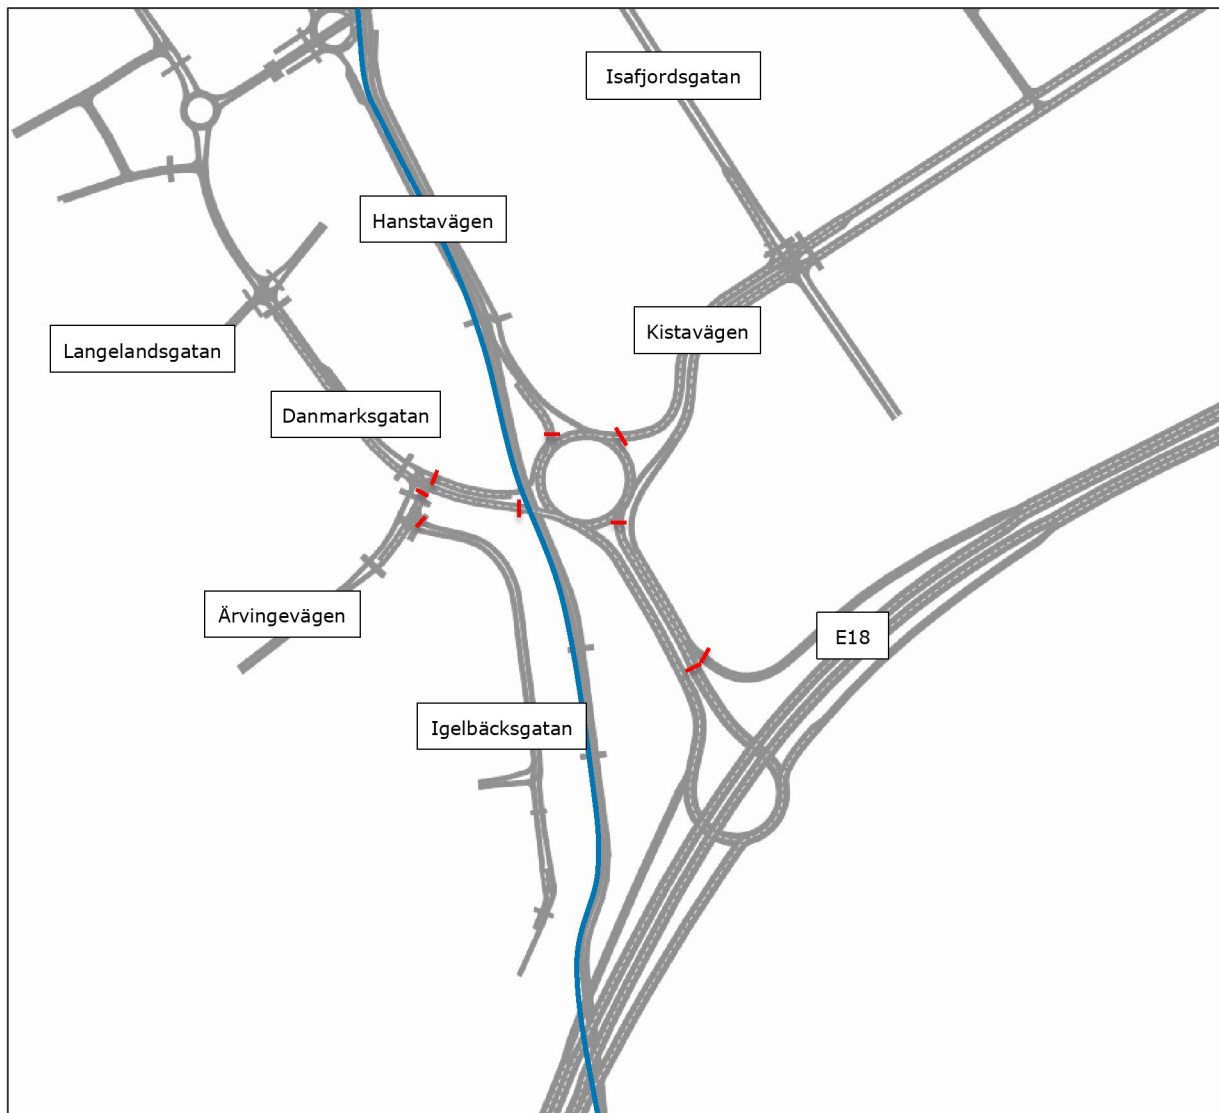 Isafjordsgatan
Hanstavägen
Kistavägen
Langelandsgatan
Danmarksgatan
Ärvingevägen
E18
Igelbäcksgatan